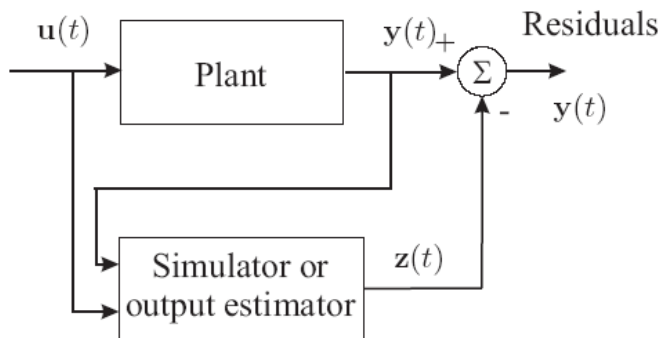 Residuals
u(t)
y(t)
+
Plant
Σ
y(t)
-
z(t)
Simulator or
output estimator